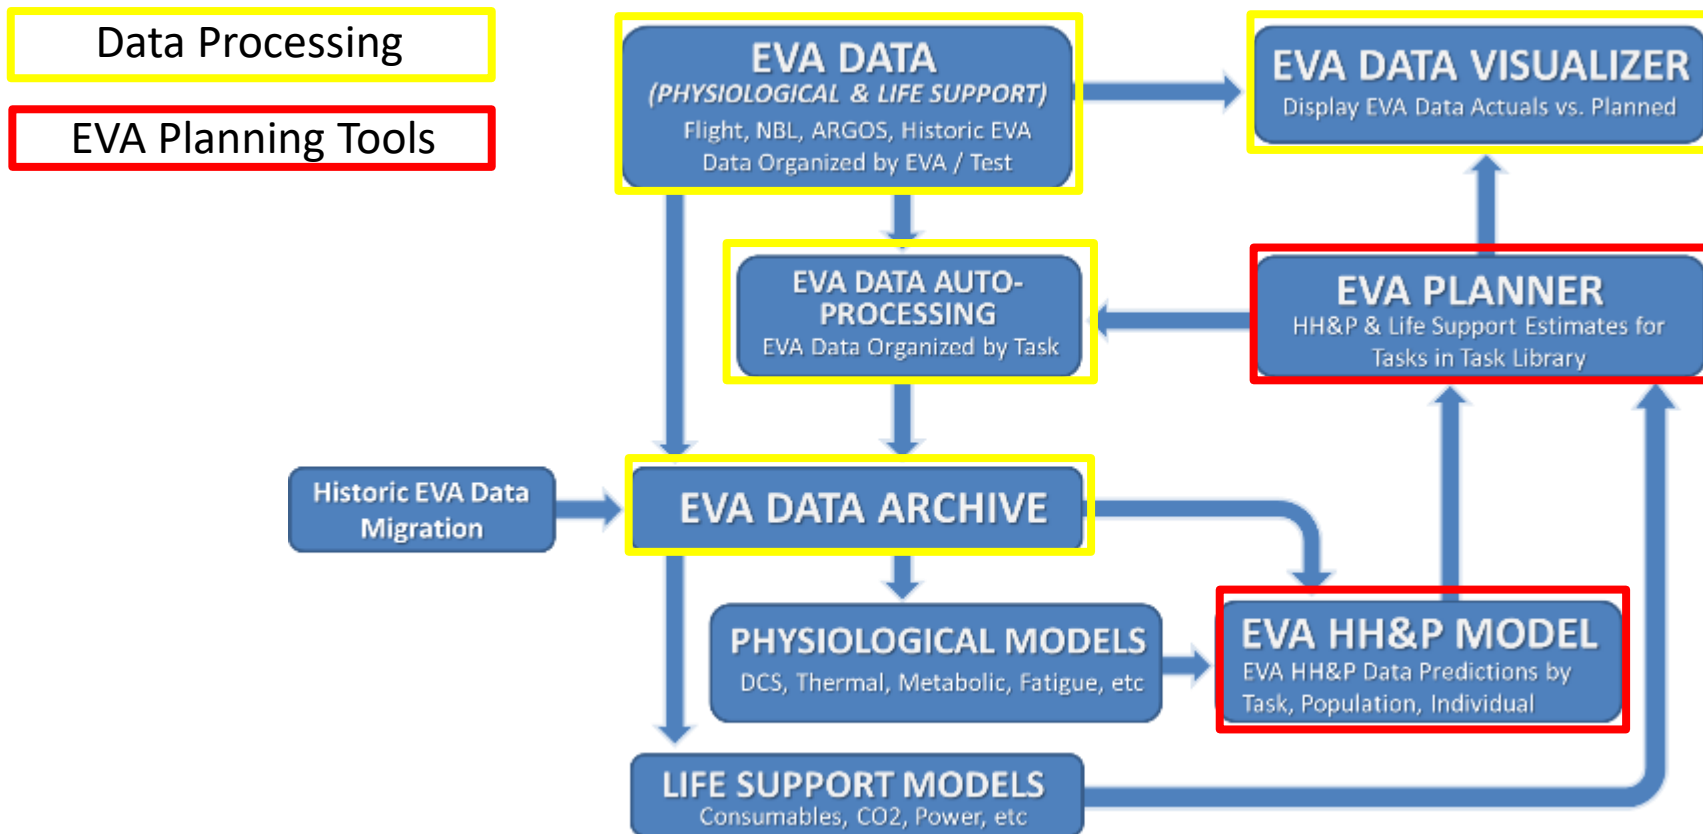 Data Processing
EVA Planning Tools
EVA DATA
(PHYSIOLOGICAL & LIFE SUPPORT)
Flight, NBL, ARGOS, Historic EVA
Data Organized by EVA / Test
EVA DATA VISUALIZER
Display EVA Data Actuals vs. Planned
EVA DATA AUTO-
PROCESSING
EVA Data Organized by Task
EVA PLANNER
HH&P & Life Support Estimates for
Tasks in Task Library
Historic EVA Data
Migration
EVA DATA ARCHIVE
PHYSIOLOGICAL MODELS
DCS, Thermal, Metabolic, Fatigue, etc
EVA HH&P MODEL
EVA HH&P Data Predictions by
Task, Population, Individual
LIFE SUPPORT MODELS
Consumables, CO2, Power, etc